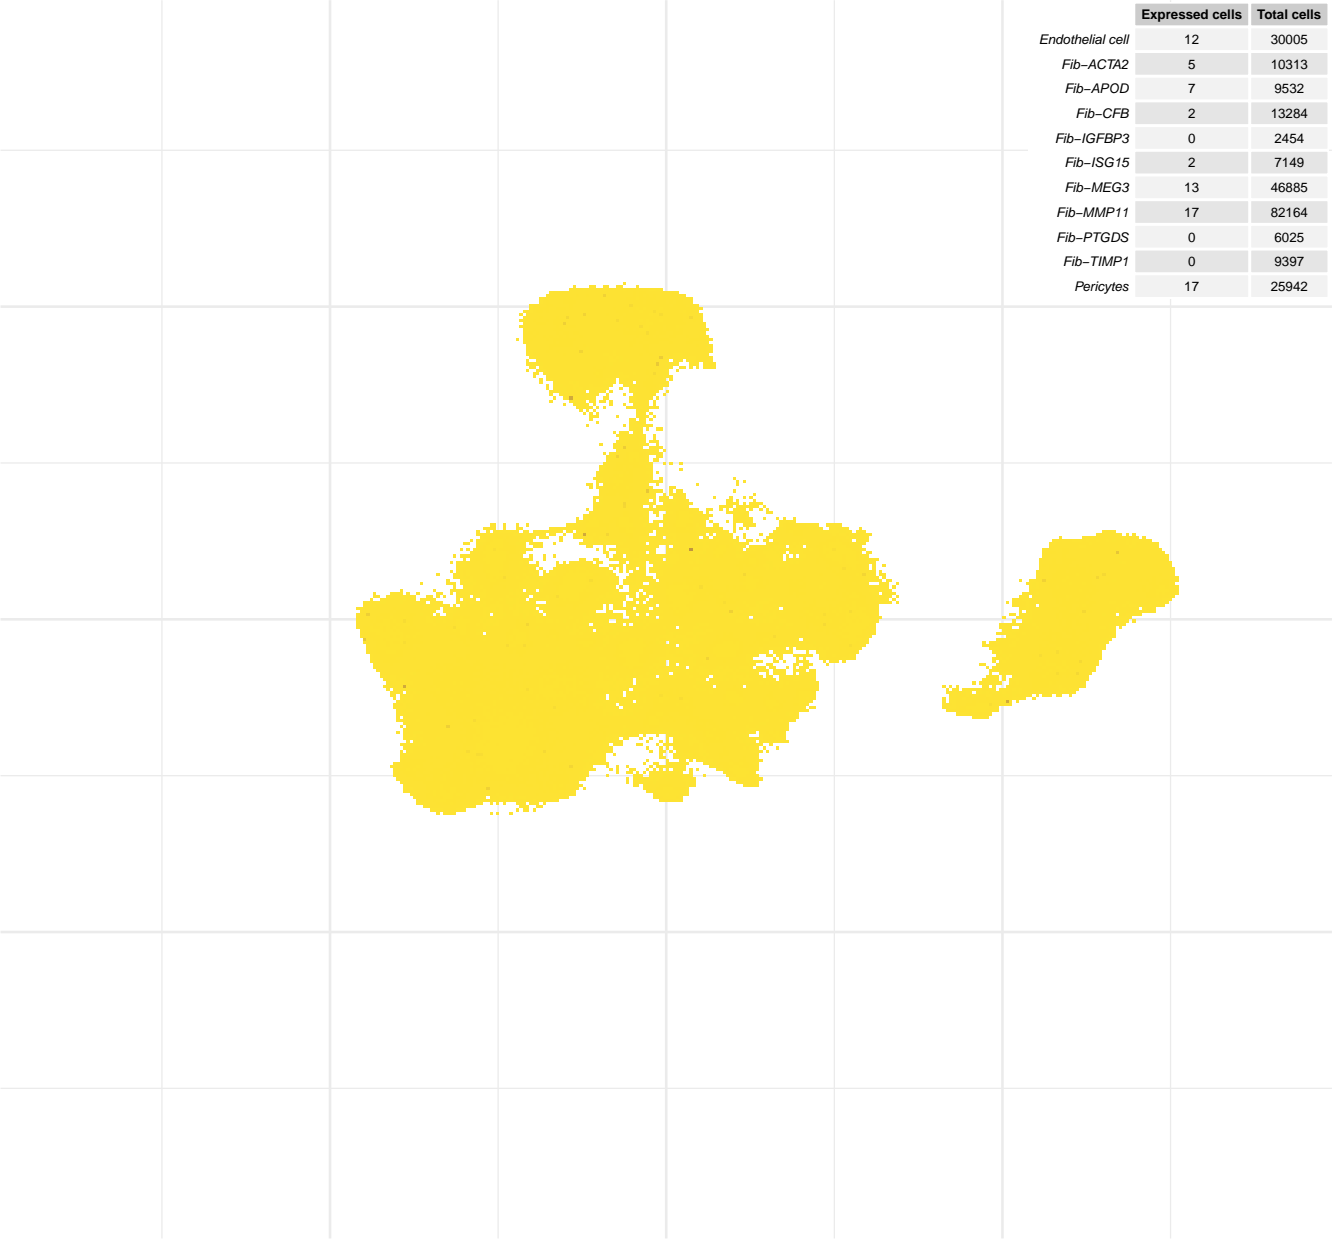 Expressed cells Total cells
Endothelial cell 12 30005
Fib−ACTA2 5 10313
Fib−APOD 7 9532
Fib−CFB 2 13284
Fib−IGFBP3 0 2454
Fib−ISG15 2 7149
Fib−MEG3 13 46885
Fib−MMP11 17 82164
Fib−PTGDS 0 6025
Fib−TIMP1 0 9397
Pericytes 17 25942